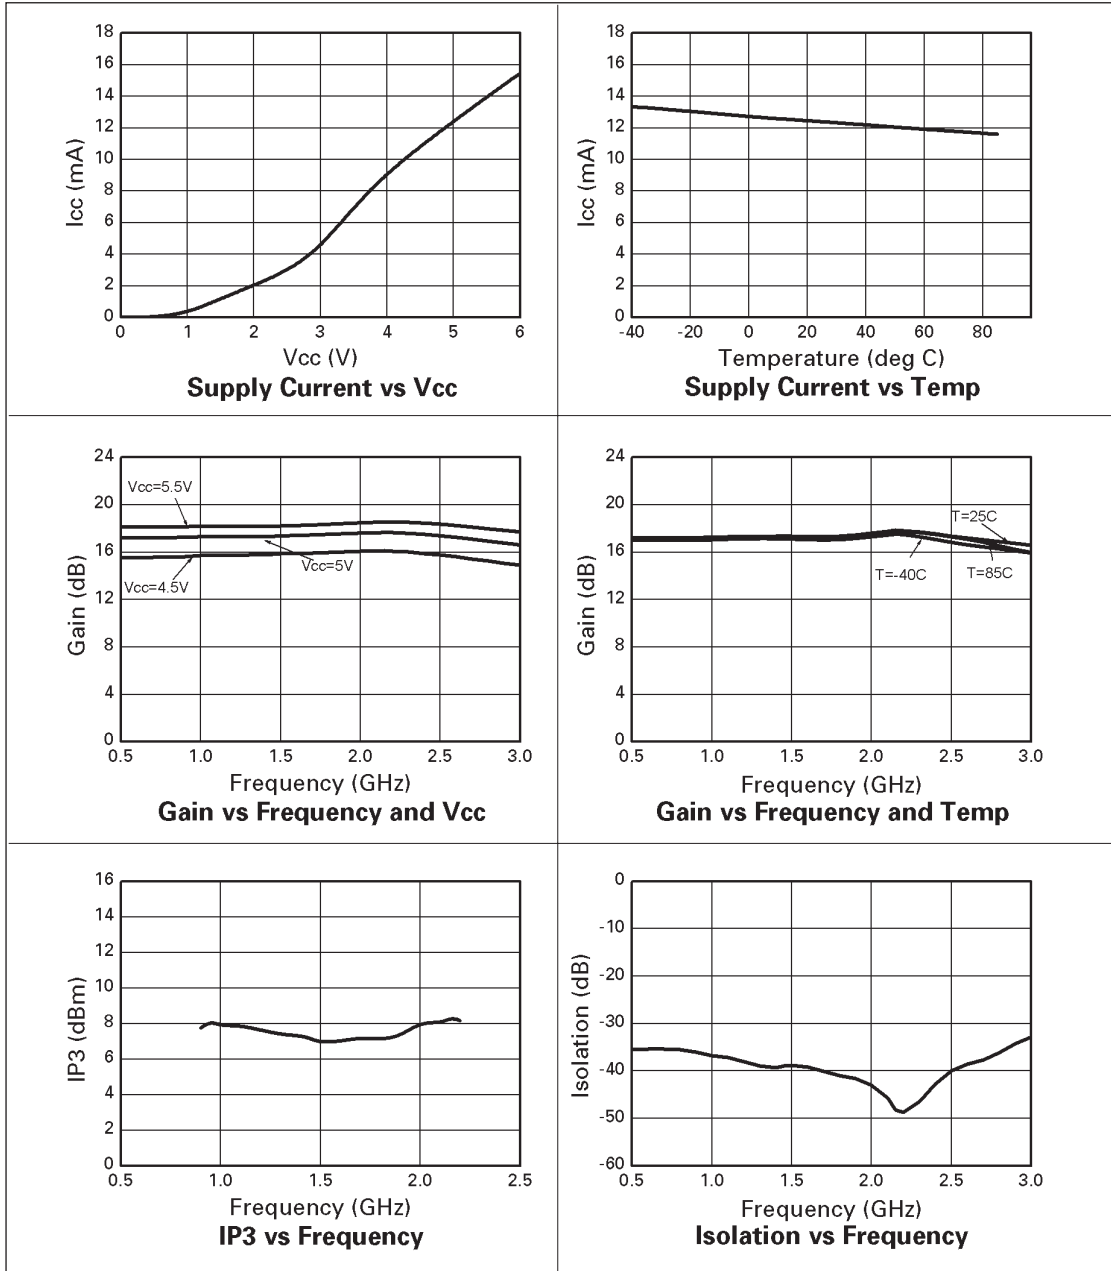 18
16
14
12
10
8
6
4
2
0
Icc (mA)
0 1 2 3 4 5 6
Vcc (V)
Supply Current vs Vcc
18
16
14
12
10
8
6
4
2
0
Icc (mA)
-40 -20 0 20 40 60 80
Temperature (deg C)
Supply Current vs Temp
24
20
16
12
8
4
0
Gain (dB)
Vcc=5.5V
Vcc=5V
Vcc=4.5V
0.5 1.0 1.5 2.0 2.5 3.0
Frequency (GHz)
Gain vs Frequency and Vcc
24
20
16
12
8
4
0
Gain (dB)
T=25C
T=-40C
T=85C
0.5 1.0 1.5 2.0 2.5 3.0
Frequency (GHz)
Gain vs Frequency and Temp
16
14
12
10
8
6
4
2
0
IP3 (dBm)
0.5 1.0 1.5 2.0 2.5
Frequency (GHz)
IP3 vs Frequency
0
-10
-20
-30
-40
-50
-60
Isolation (dB)
0.5 1.0 1.5 2.0 2.5 3.0
Frequency (GHz)
Isolation vs Frequency